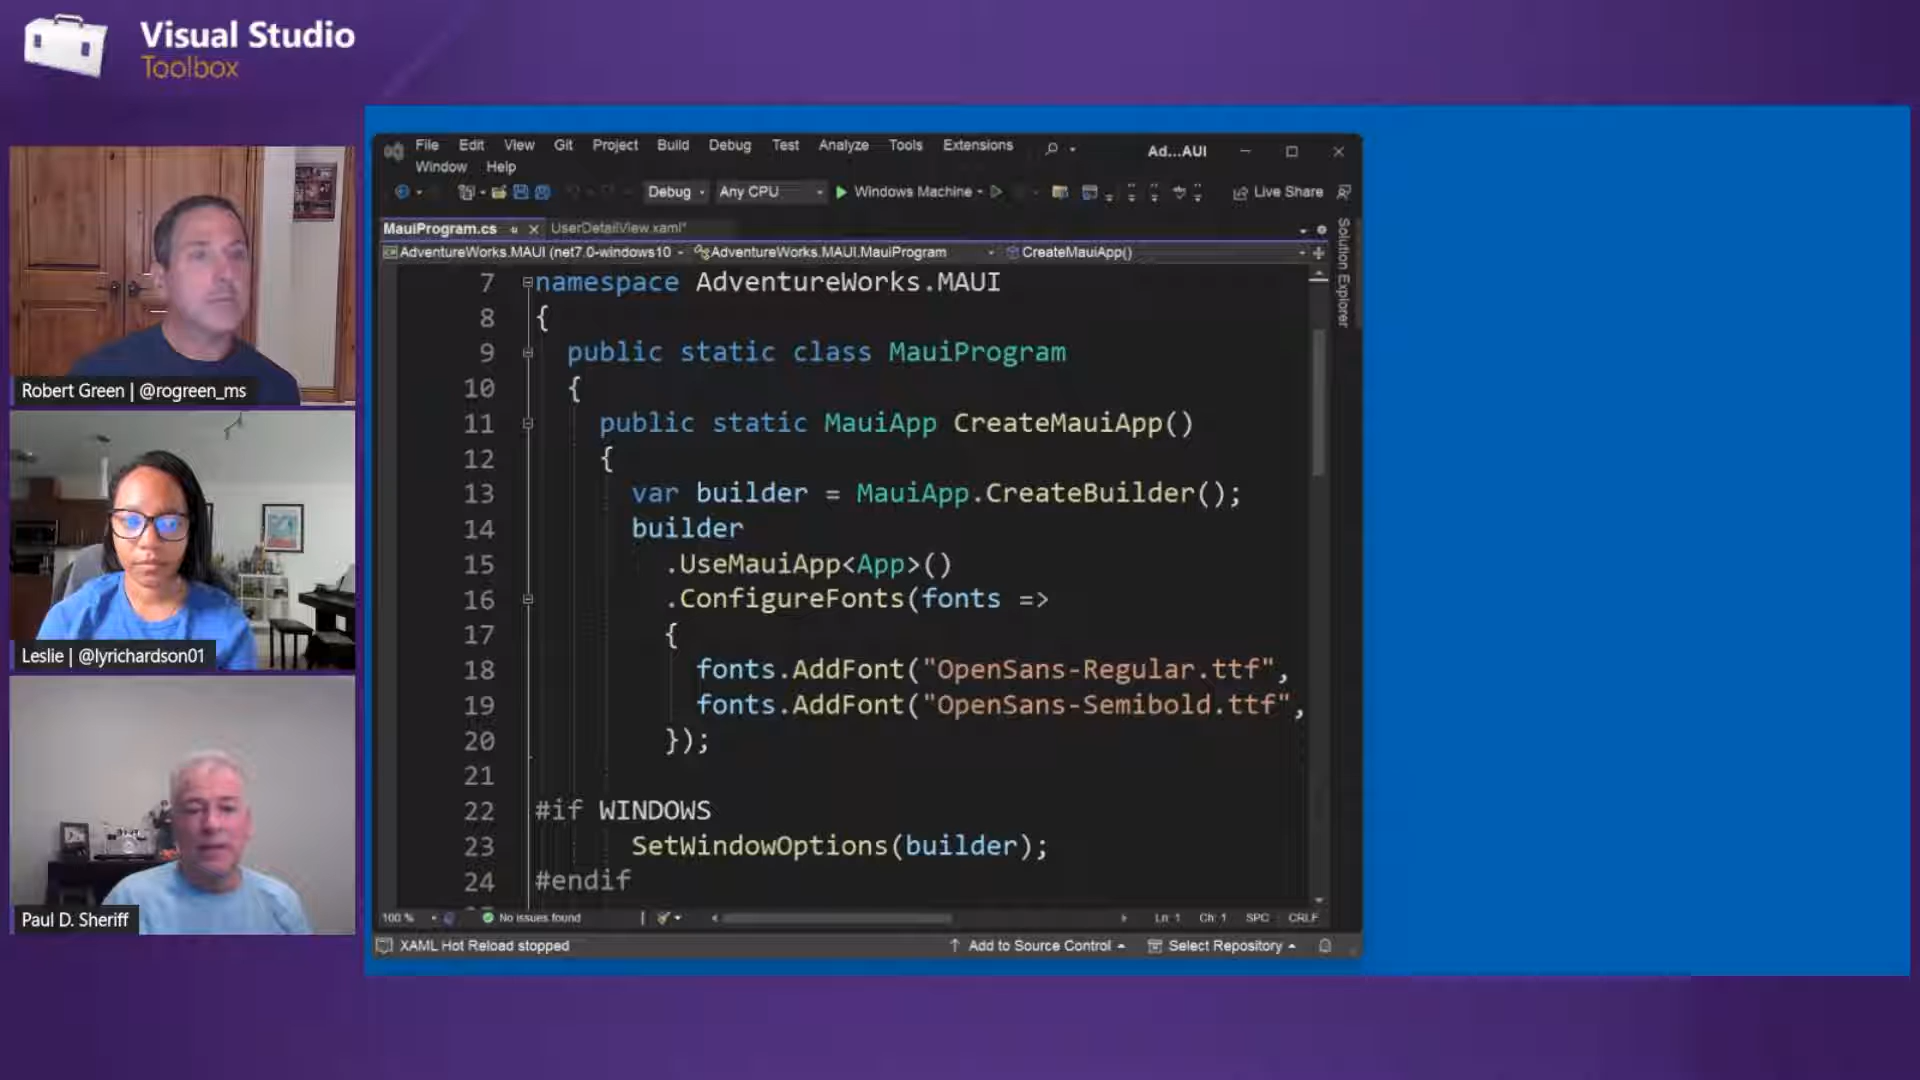 Visual Studio
Toolbox
File Edit View Git Project Build Debug Test Analyze Tools Extensions
Window Help
Ad...AUI
Debug Any CPU Windows Machine Live Share
MauiProgram.cs UserDetailView.xaml*
AdventureWorks.MAUI (net7.0-windows10 AdventureWorks.MAUI.MauiProgram CreateMauiApp()
Solution Explorer
7 namespace AdventureWorks.MAUI
8 {
9 public static class MauiProgram
10 {
11 public static MauiApp CreateMauiApp()
12 {
13 var builder = MauiApp.CreateBuilder();
14 builder
15 .UseMauiApp<App>()
16 .ConfigureFonts(fonts =>
17 {
18 fonts.AddFont("OpenSans-Regular.ttf",
19 fonts.AddFont("OpenSans-Semibold.ttf",
20 });
21
22 #if WINDOWS
23 SetWindowOptions(builder);
24 #endif
100 % No issues found Ln: 1 Ch: 1 SPC CRLF
XAML Hot Reload stopped Add to Source Control Select Repository
Robert Green | @rogreen_ms
Leslie | @lyrichardson01
Paul D. Sheriff